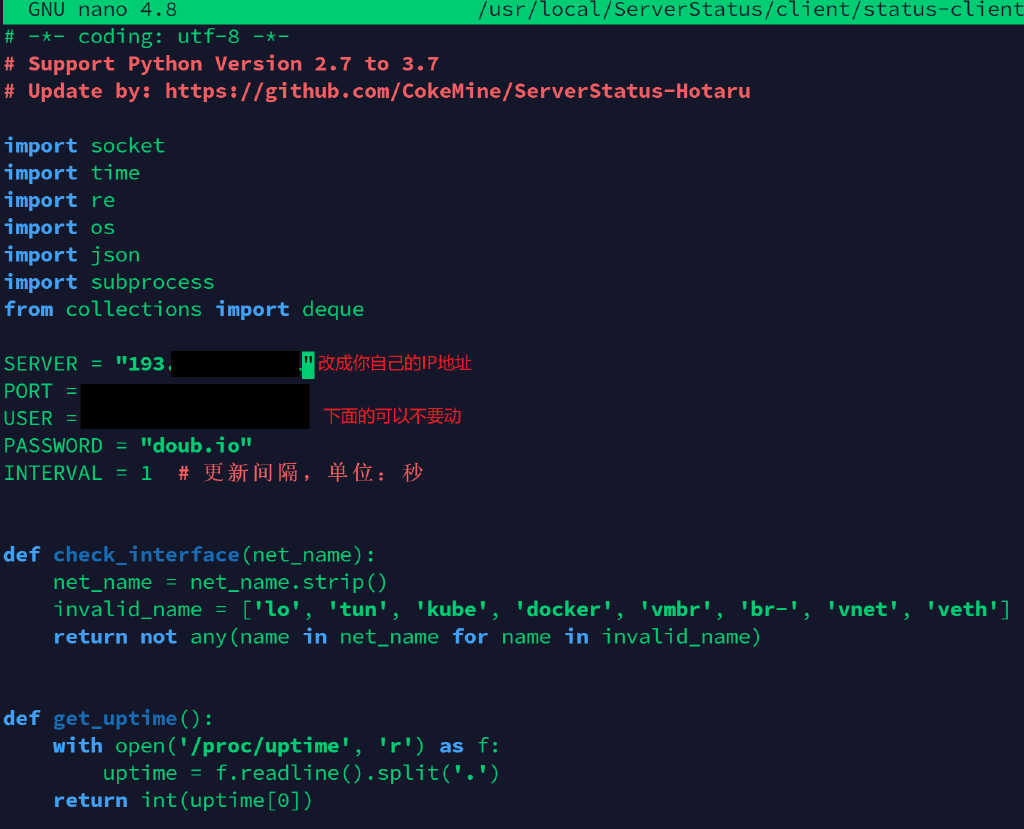 GNU nano 4.8 /usr/local/ServerStatus/client/status-client
# -*- coding: utf-8 -*-
# Support Python Version 2.7 to 3.7
# Update by: https://github.com/CokeMine/ServerStatus-Hotaru
import socket
import time
import re
import os
import json
import subprocess
from collections import deque
SERVER = "193. " 改成你自己的IP地址
PORT =
USER = 下面的可以不要动
PASSWORD = "doub.io"
INTERVAL = 1  # 更新间隔，单位：秒
def check_interface(net_name):
    net_name = net_name.strip()
    invalid_name = ['lo', 'tun', 'kube', 'docker', 'vmbr', 'br-', 'vnet', 'veth']
    return not any(name in net_name for name in invalid_name)
def get_uptime():
    with open('/proc/uptime', 'r') as f:
        uptime = f.readline().split('.')
    return int(uptime[0])